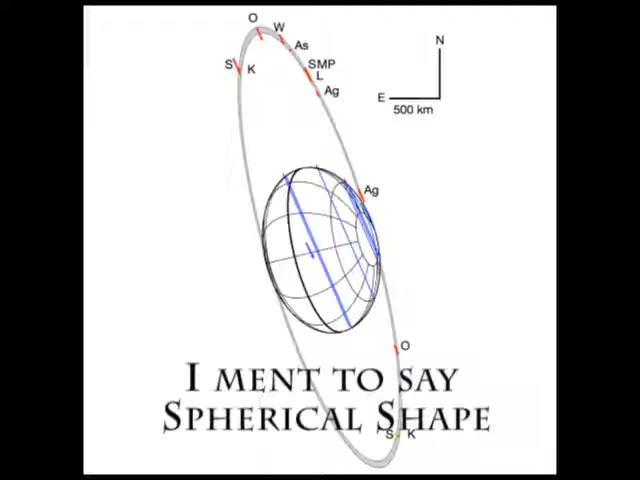 O
W
As
S K
SMP
L
Ag
N
E
500 km
Ag
O
I MENT TO SAY
SPHERICAL SHAPE
S K